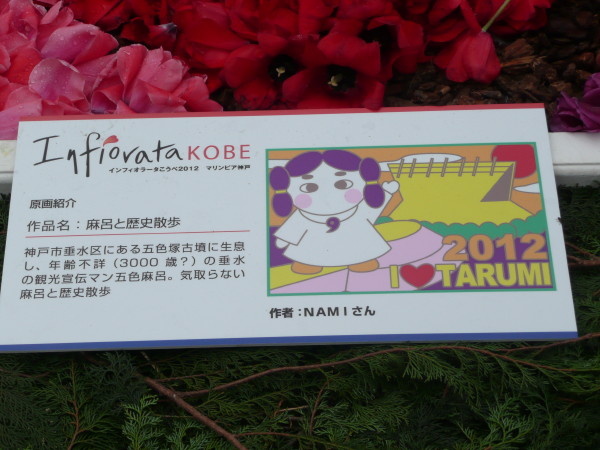 Infiorata KOBE
インフィオラータこうべ2012 マリンピア神戸
原画紹介
作品名：麻呂と歴史散歩
神戸市垂水区にある五色塚古墳に生息
し、年齢不詳（3000 歳？）の垂水
の観光宣伝マン五色麻呂。気取らない
麻呂と歴史散歩
2012
I❤TARUMI
作者：NAMIさん